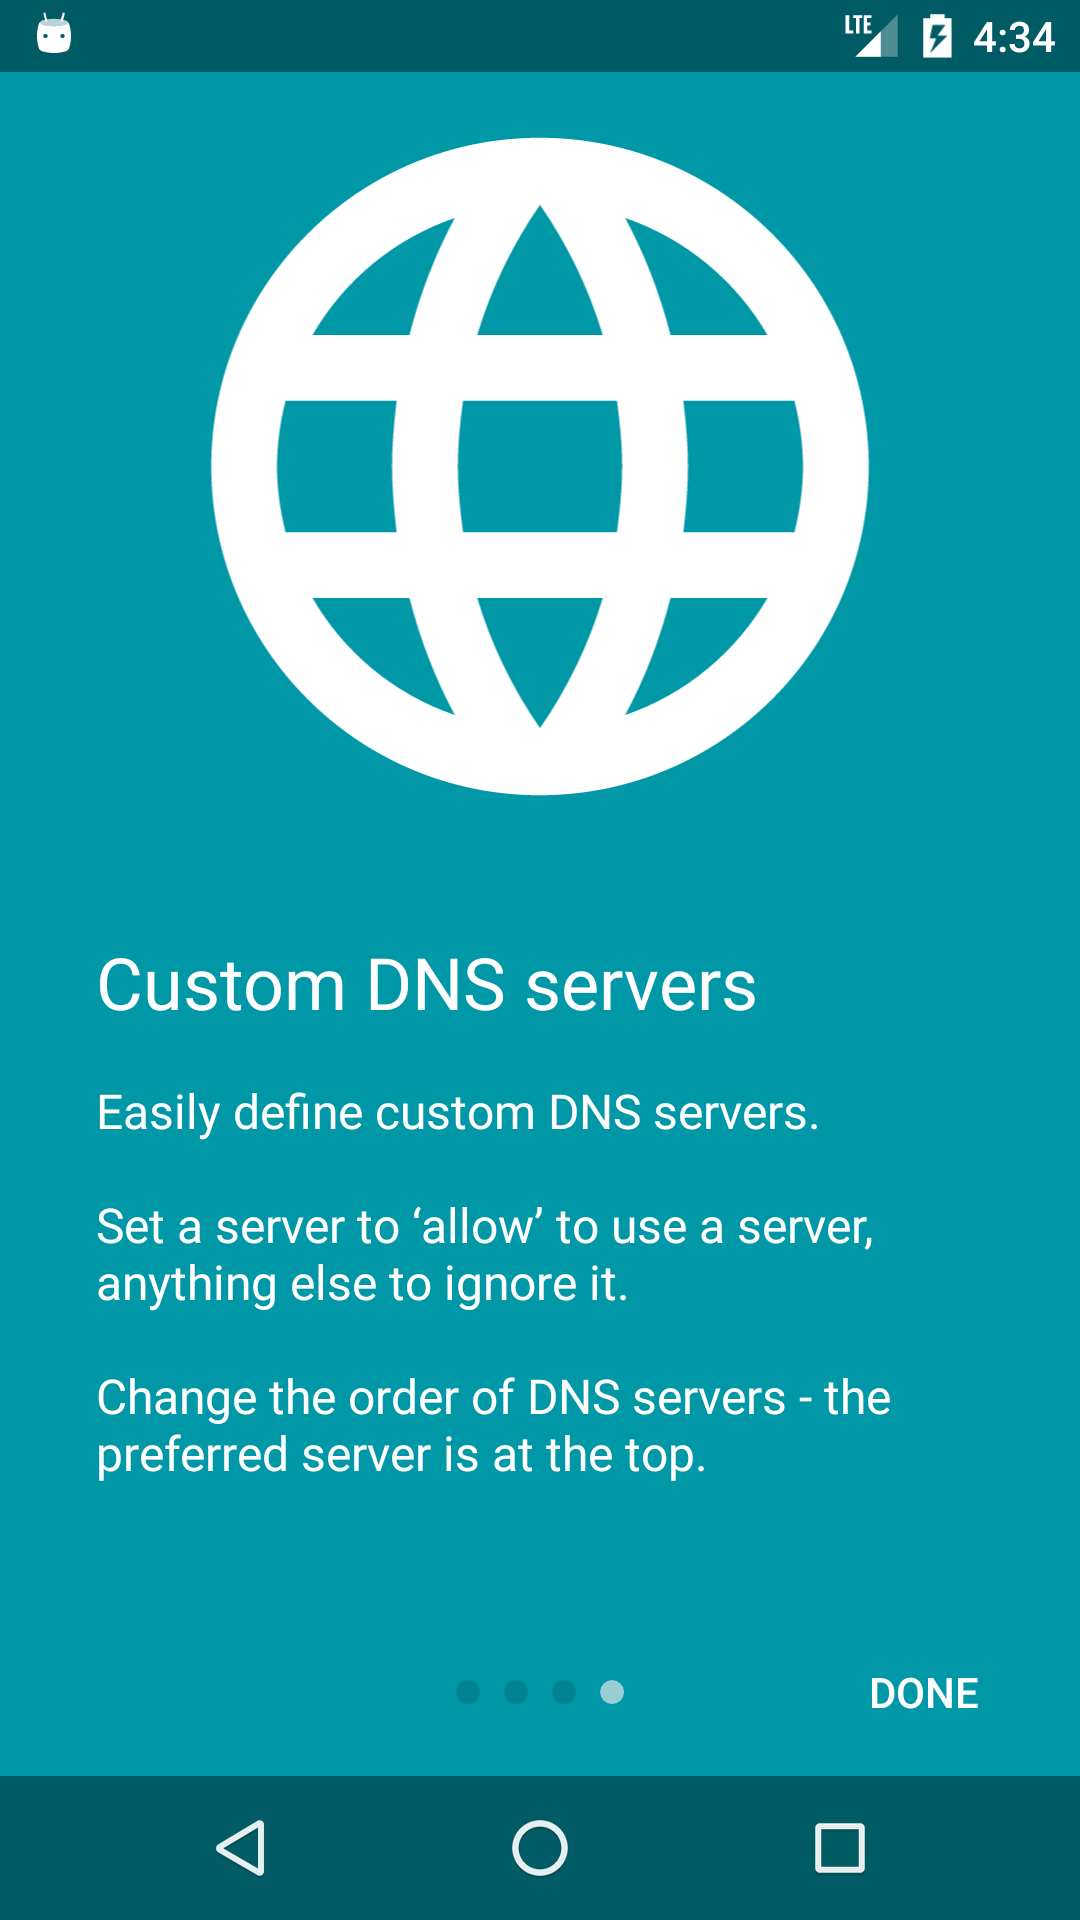 LTE 4:34
Custom DNS servers
Easily define custom DNS servers.
Set a server to ‘allow’ to use a server,
anything else to ignore it.
Change the order of DNS servers - the
preferred server is at the top.
DONE